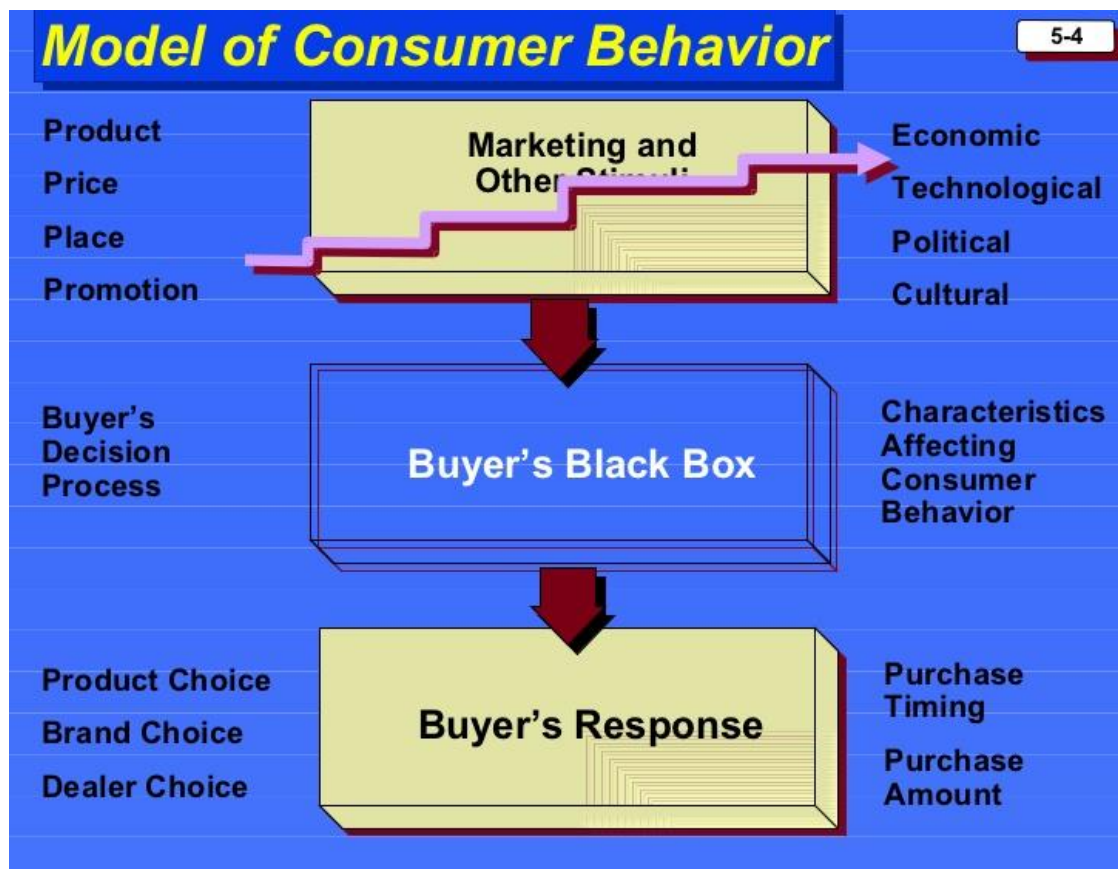 Model of Consumer Behavior
5-4
Product
Price
Place
Promotion
Marketing and
Other Stimuli
Economic
Technological
Political
Cultural
Buyer’s
Decision
Process
Buyer’s Black Box
Characteristics
Affecting
Consumer
Behavior
Product Choice
Brand Choice
Dealer Choice
Buyer’s Response
Purchase
Timing
Purchase
Amount